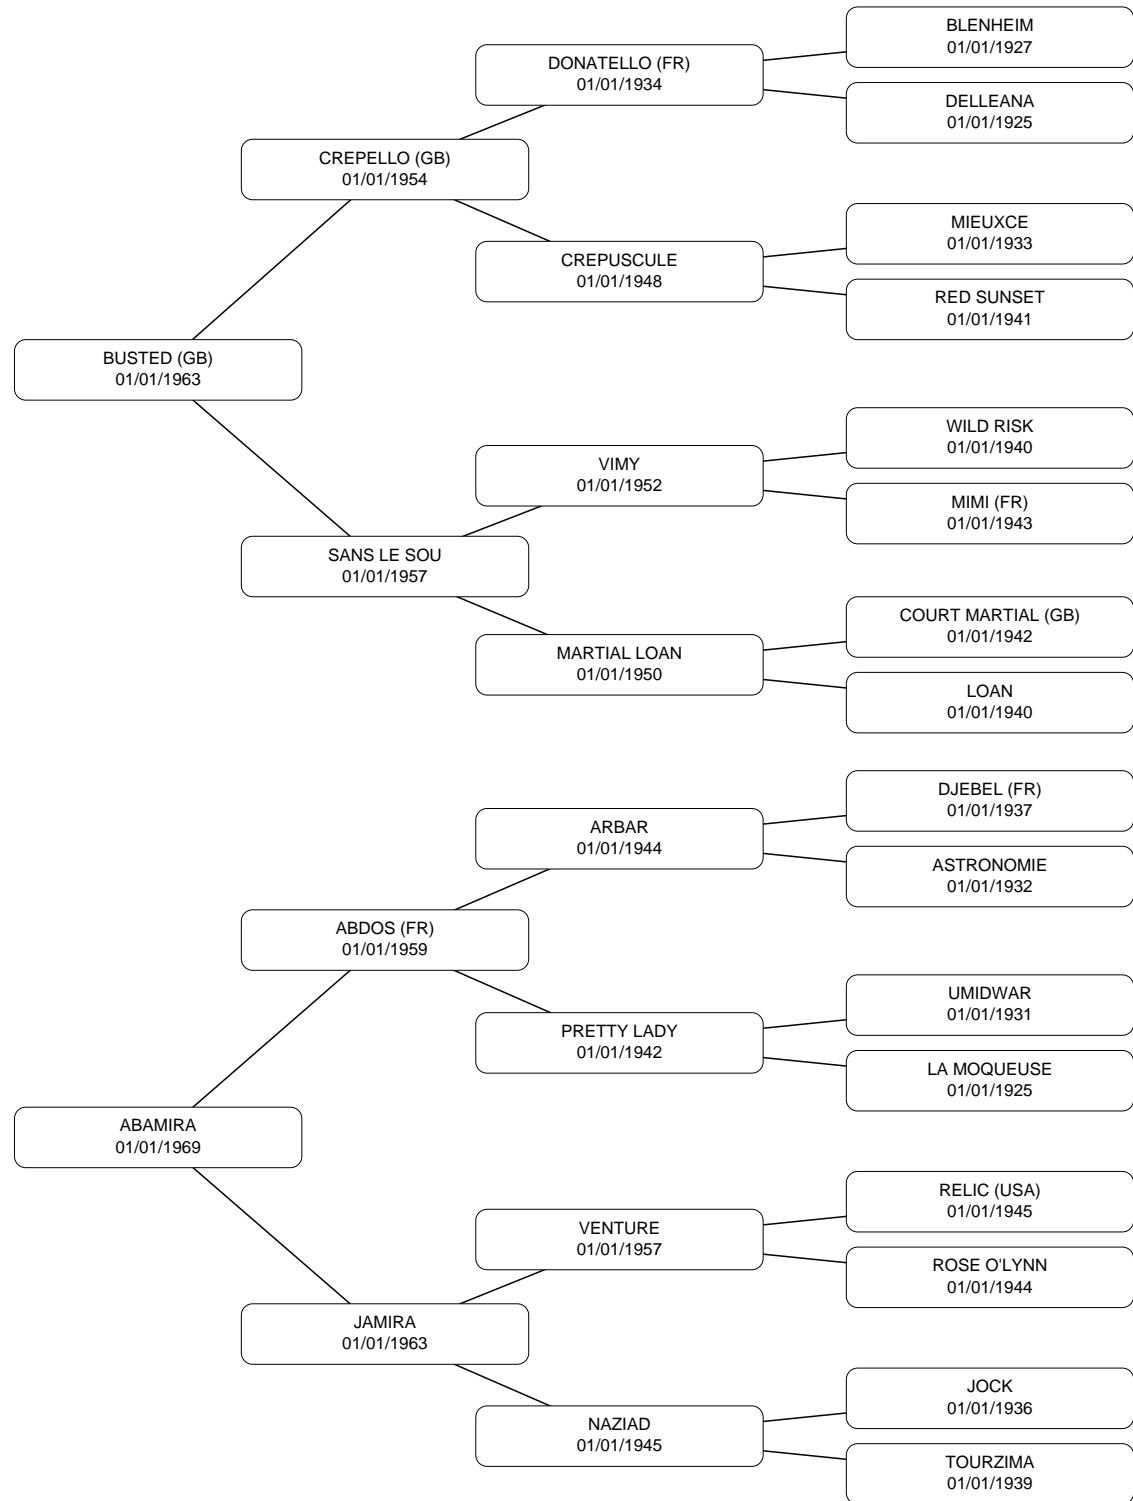 BLENHEIM
01/01/1927
DONATELLO (FR)
01/01/1934
DELLEANA
01/01/1925
CREPELLO (GB)
01/01/1954
MIEUXCE
01/01/1933
CREPUSCULE
01/01/1948
RED SUNSET
01/01/1941
BUSTED (GB)
01/01/1963
WILD RISK
01/01/1940
VIMY
01/01/1952
MIMI (FR)
01/01/1943
SANS LE SOU
01/01/1957
COURT MARTIAL (GB)
01/01/1942
MARTIAL LOAN
01/01/1950
LOAN
01/01/1940
DJEBEL (FR)
01/01/1937
ARBAR
01/01/1944
ASTRONOMIE
01/01/1932
ABDOS (FR)
01/01/1959
UMIDWAR
01/01/1931
PRETTY LADY
01/01/1942
LA MOQUEUSE
01/01/1925
ABAMIRA
01/01/1969
RELIC (USA)
01/01/1945
VENTURE
01/01/1957
ROSE O'LYNN
01/01/1944
JAMIRA
01/01/1963
JOCK
01/01/1936
NAZIAD
01/01/1945
TOURZIMA
01/01/1939